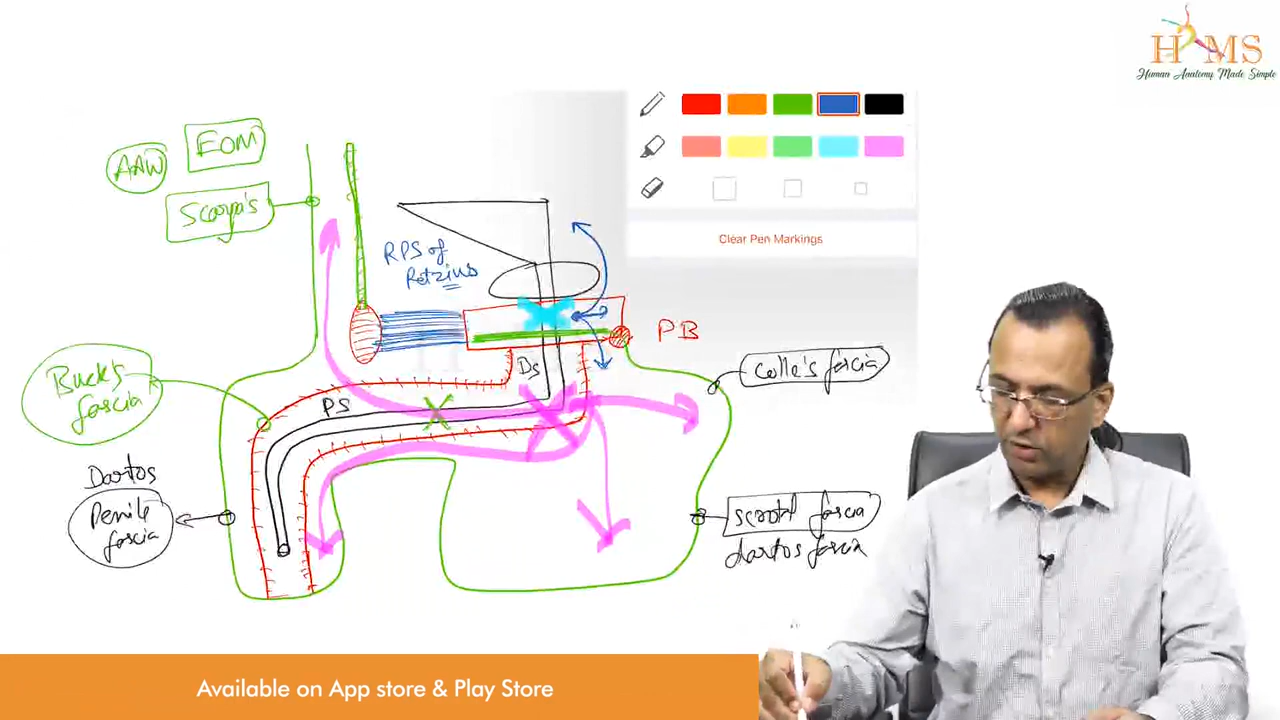 HAMS
Human Anatomy Made Simple
EOM
AAW
Scarpa's
RPS of
Retzius
Clear Pen Markings
PB
Ds
Colle's fascia
Buck's
fascia
PS
Dartos
Penile
fascia
scrotal fascia
dartos fascia
Available on App store & Play Store